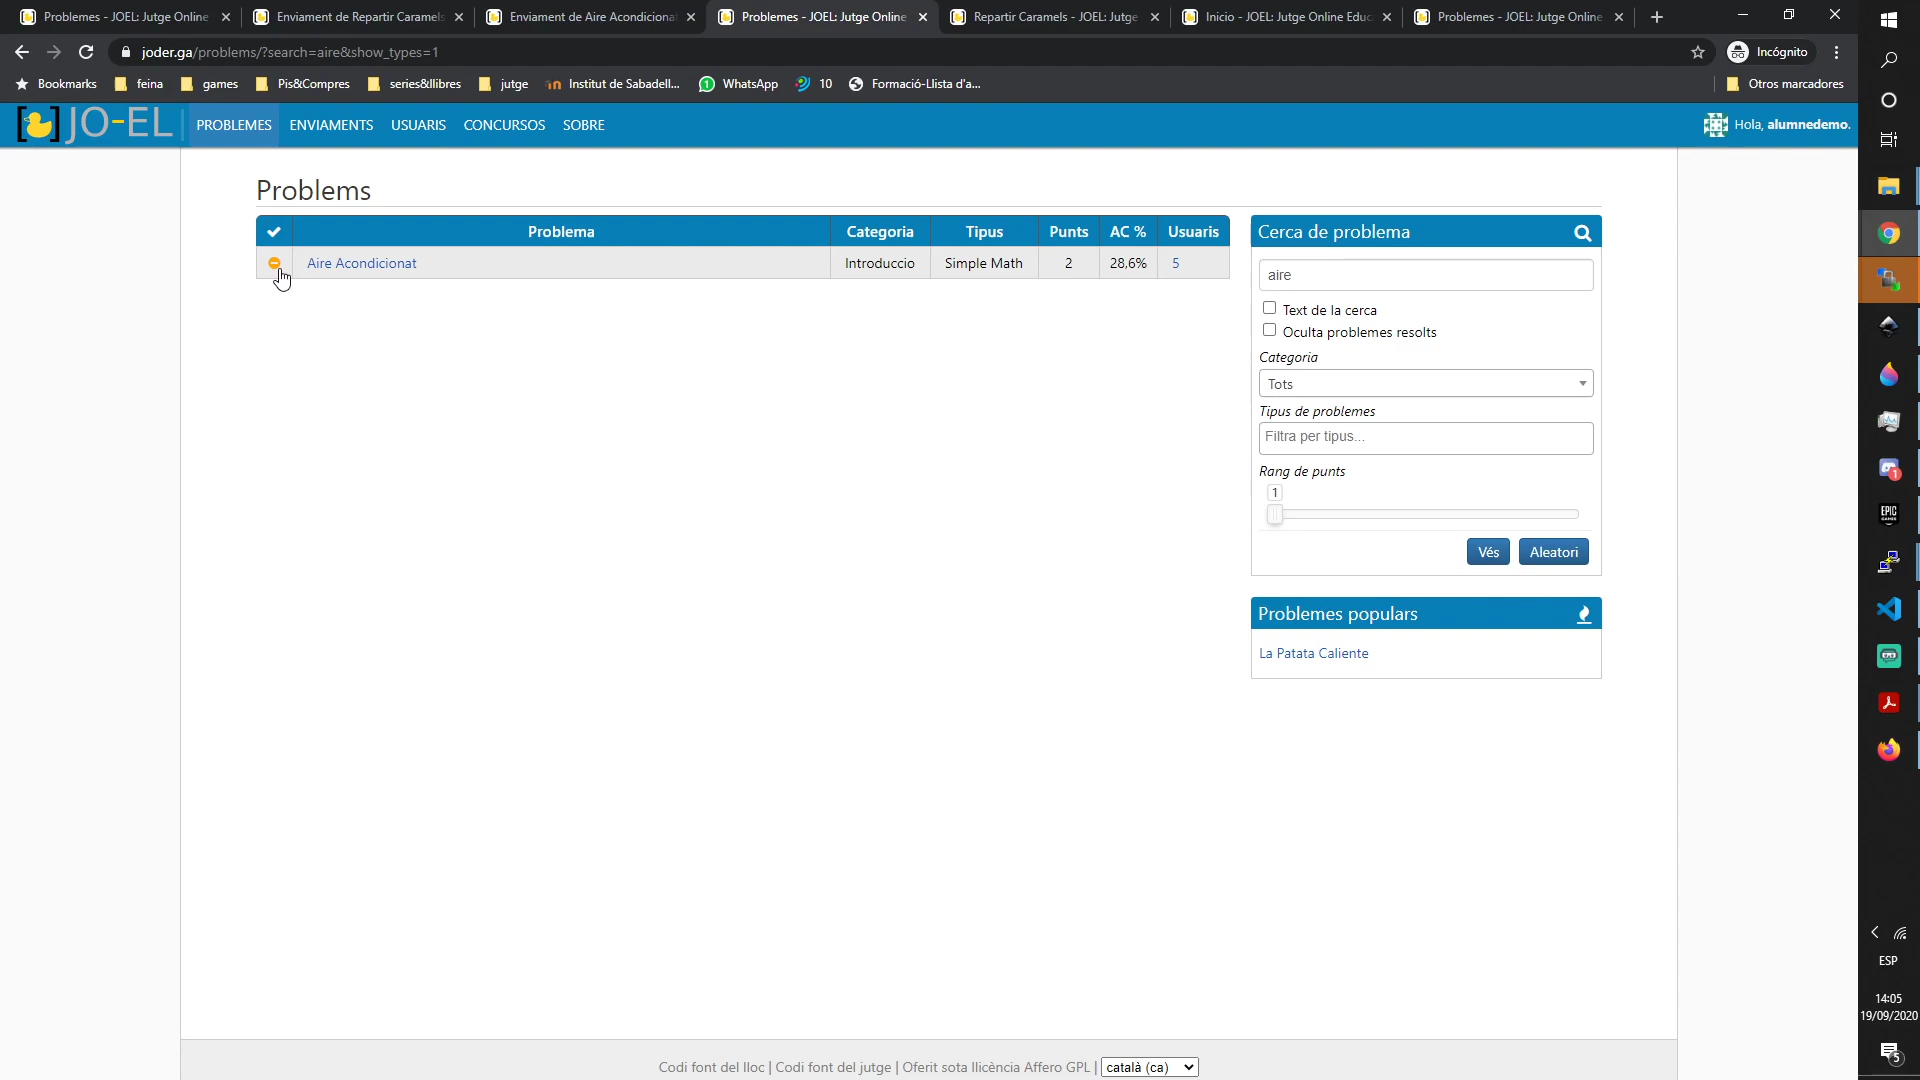 Problemes - JOEL: Jutge Online
Enviament de Repartir Caramels
Enviament de Aire Acondiciona
Problemes - JOEL: Jutge Online
Repartir Caramels - JOEL: Jutge
Inicio - JOEL: Jutge Online Educ
Problemes - JOEL: Jutge Online
joder.ga/problems/?search=aire&show_types=1
Incógnito
Bookmarks
feina
games
Pis&Compres
series&llibres
jutge
Institut de Sabadell...
WhatsApp
10
Formació-Llista d'a...
Otros marcadores
JO-EL
PROBLEMES ENVIAMENTS USUARIS CONCURSOS SOBRE
Hola, alumnedemo.
Problems
Problema Categoria Tipus Punts AC % Usuaris
Aire Acondicionat Introduccio Simple Math 2 28,6% 5
Cerca de problema
aire
Text de la cerca
Oculta problemes resolts
Categoria
Tots
Tipus de problemes
Filtra per tipus...
Rang de punts
1
Vés Aleatori
Problemes populars
La Patata Caliente
Codi font del lloc | Codi font del jutge | Oferit sota llicència Affero GPL | català (ca)
1
EPIC
GAMES
ESP
14:05
19/09/2020
5